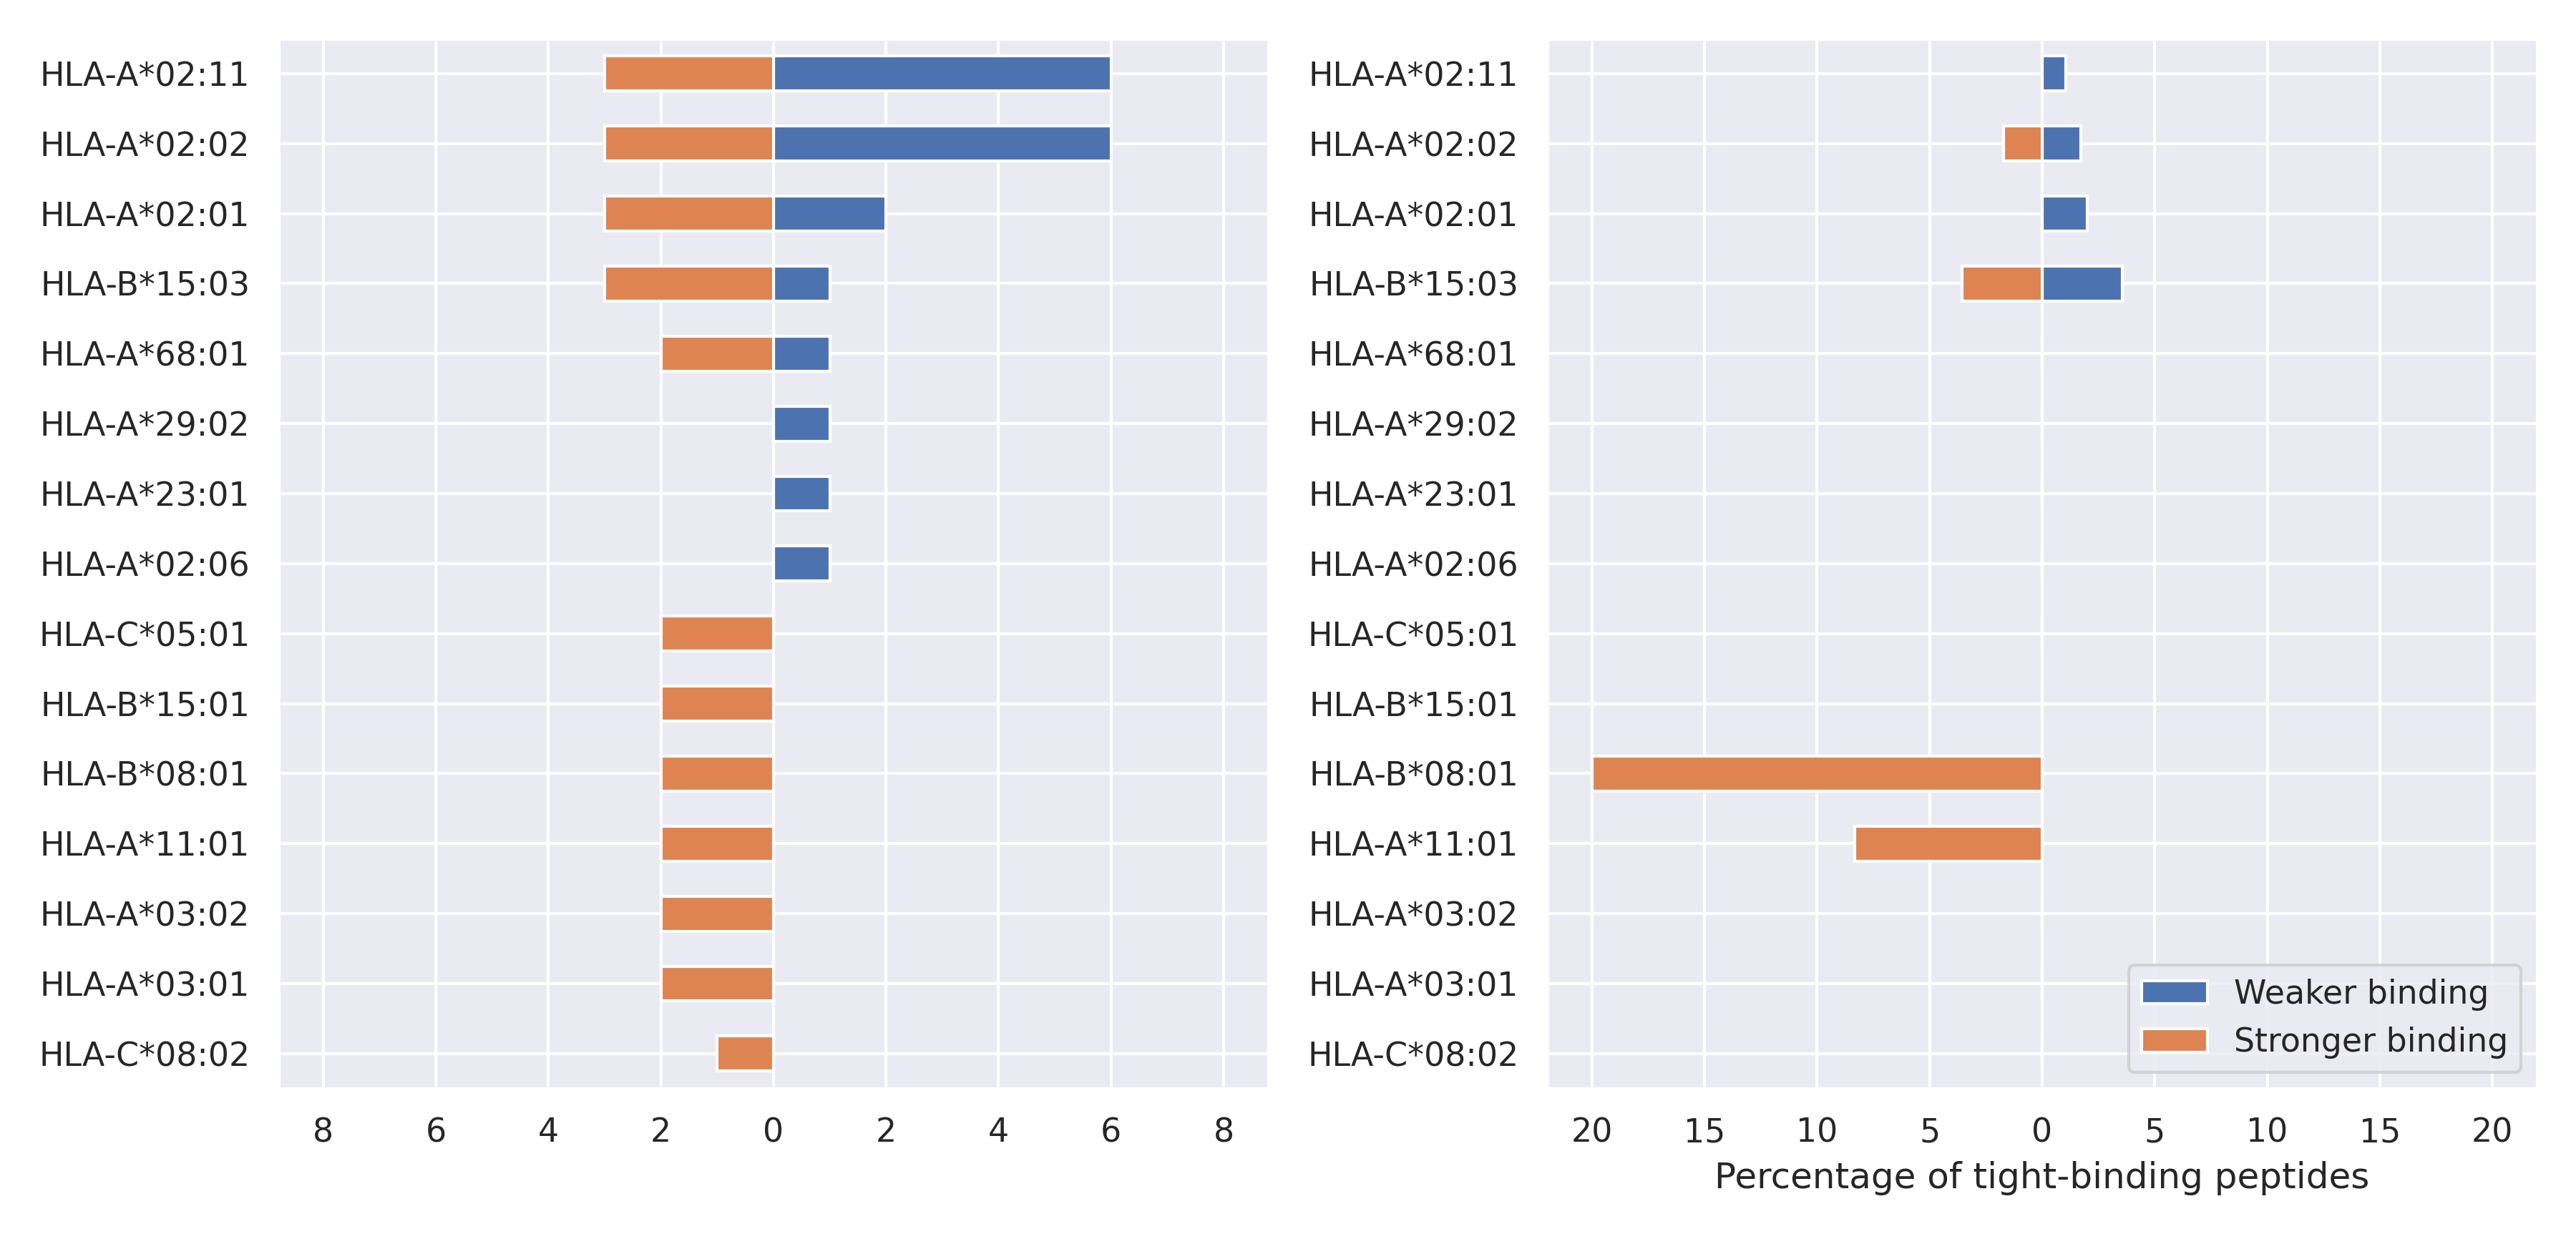 HLA-A*02:11
HLA-A*02:02
HLA-A*02:01
HLA-B*15:03
HLA-A*68:01
HLA-A*29:02
HLA-A*23:01
HLA-A*02:06
HLA-C*05:01
HLA-B*15:01
HLA-B*08:01
HLA-A*11:01
HLA-A*03:02
HLA-A*03:01
HLA-C*08:02
8 6 4 2 0 2 4 6 8
HLA-A*02:11
HLA-A*02:02
HLA-A*02:01
HLA-B*15:03
HLA-A*68:01
HLA-A*29:02
HLA-A*23:01
HLA-A*02:06
HLA-C*05:01
HLA-B*15:01
HLA-B*08:01
HLA-A*11:01
HLA-A*03:02
HLA-A*03:01
HLA-C*08:02
Weaker binding
Stronger binding
20 15 10 5 0 5 10 15 20
Percentage of tight-binding peptides